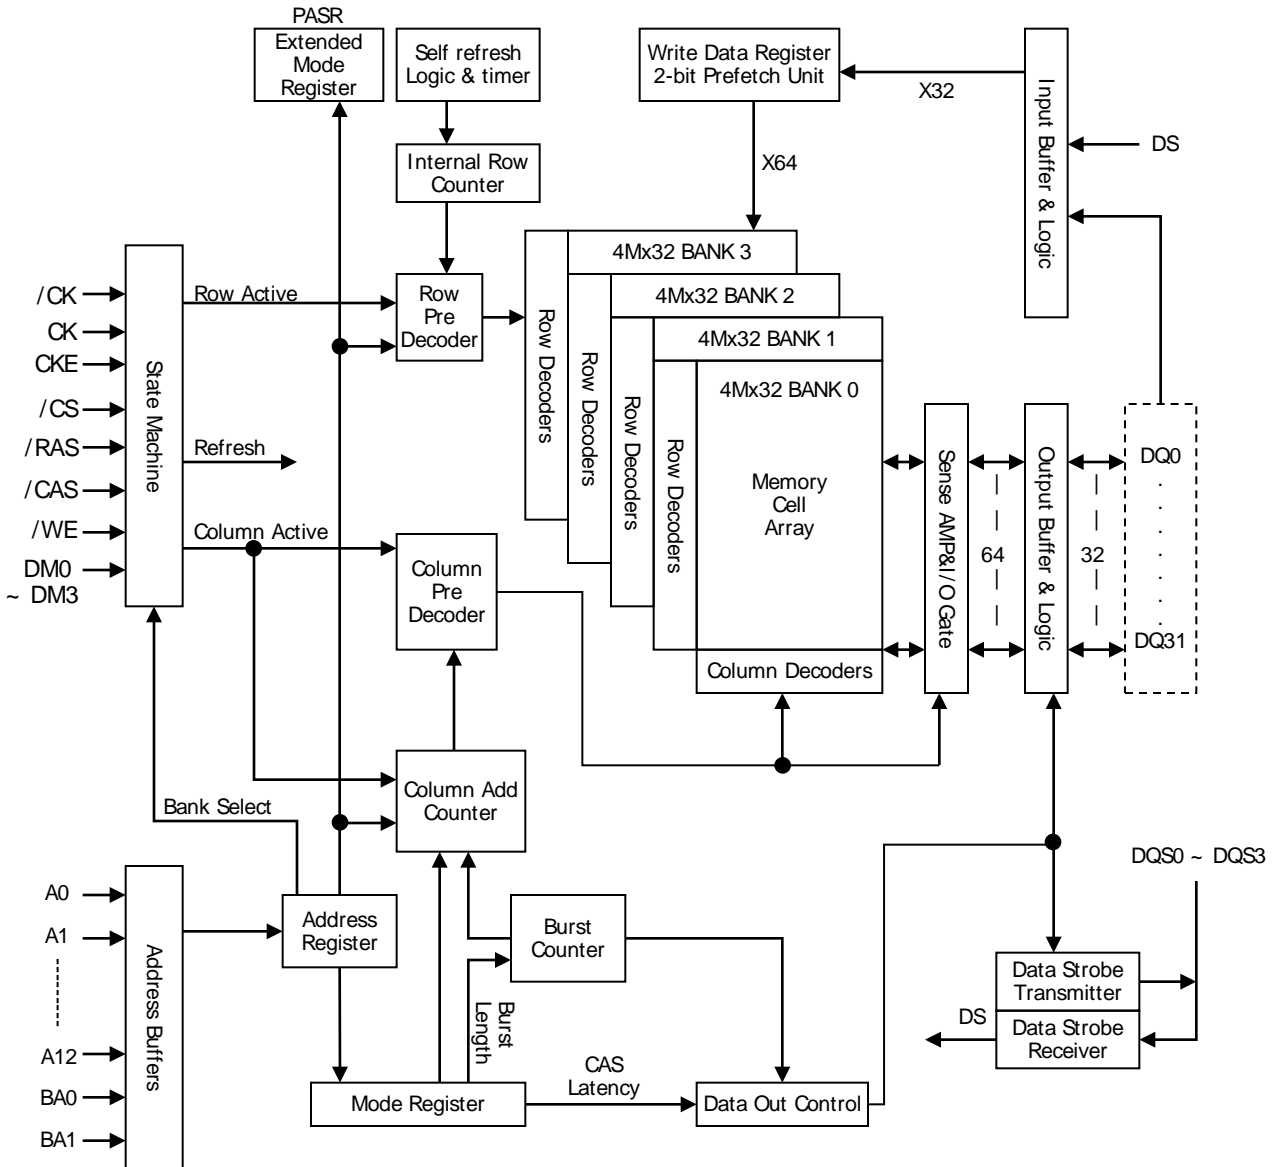 PASR
Extended
Mode
Register
Self refresh
Logic & timer
Write Data Register
2-bit Prefetch Unit
X32
Input Buffer & Logic
DS
Internal Row
Counter
X64
4Mx32 BANK 3
4Mx32 BANK 2
4Mx32 BANK 1
4Mx32 BANK 0
Row Decoders
Row Decoders
Row Decoders
Row Decoders
Memory
Cell
Array
Column Decoders
/CK
CK
CKE
/CS
/RAS
/CAS
/WE
DM0
~ DM3
State Machine
Row Active
Refresh
Column Active
Row
Pre
Decoder
Column
Pre
Decoder
Sense AMP&I/O Gate
64
Output Buffer & Logic
32
DQ0
DQ31
Column Add
Counter
Bank Select
A0
A1
A12
BA0
BA1
Address Buffers
Address
Register
Burst
Counter
Burst
Length
DQS0 ~ DQS3
Data Strobe
Transmitter
Data Strobe
Receiver
DS
Mode Register
CAS
Latency
Data Out Control